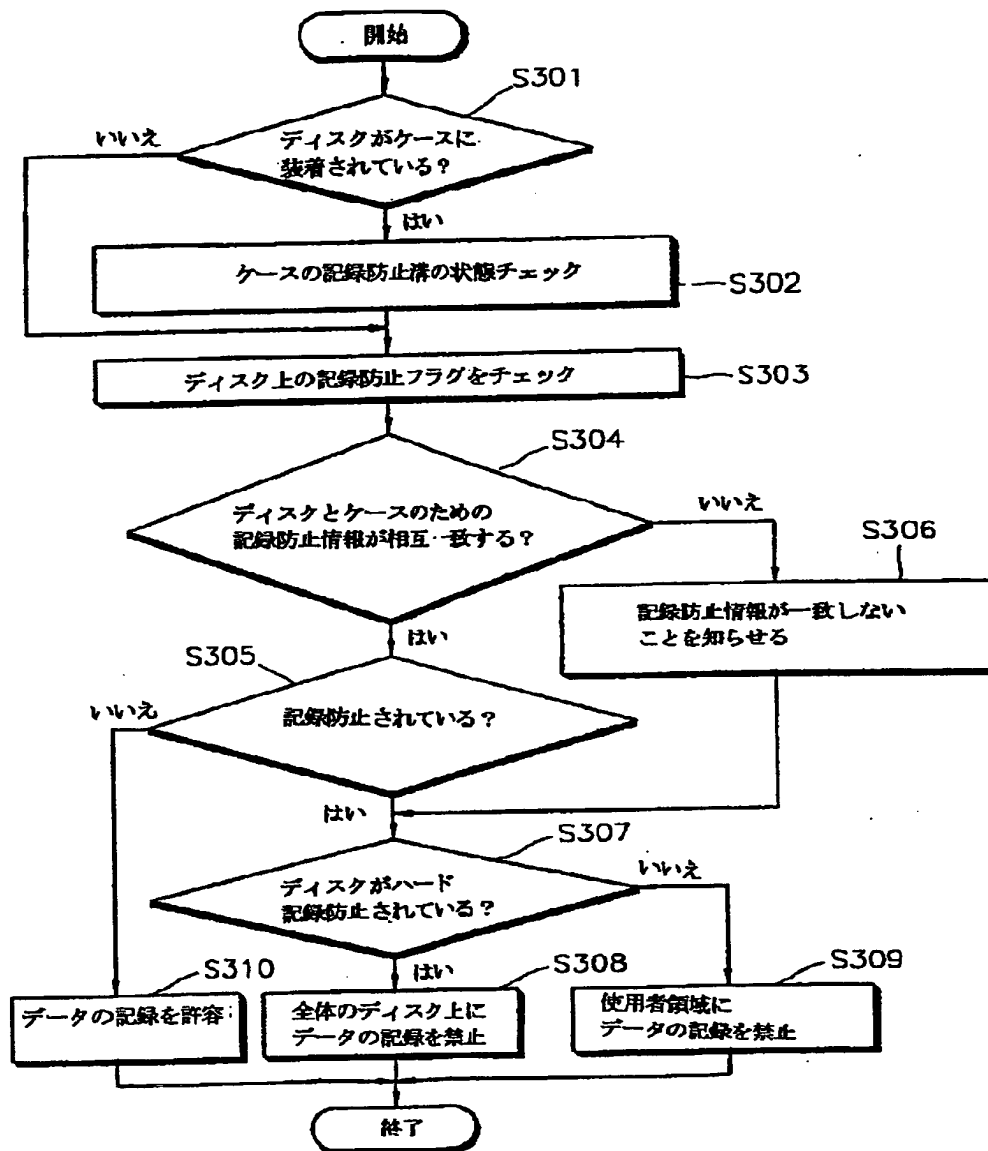 開始
S301
いいえ
ディスクがケースに
装着されている?
はい
ケースの記録防止溝の状態チェック
S302
ディスク上の記録防止フラグをチェック
S303
S304
ディスクとケースのための
記録防止情報が相互一致する?
いいえ
S306
記録防止情報が一致しない
ことを知らせる
はい
S305
いいえ
記録防止されている?
はい
S307
ディスクがハード
記録防止されている?
いいえ
はい
S310
データの記録を許容
S308
全体のディスク上に
データの記録を禁止
S309
使用者領域に
データの記録を禁止
終了